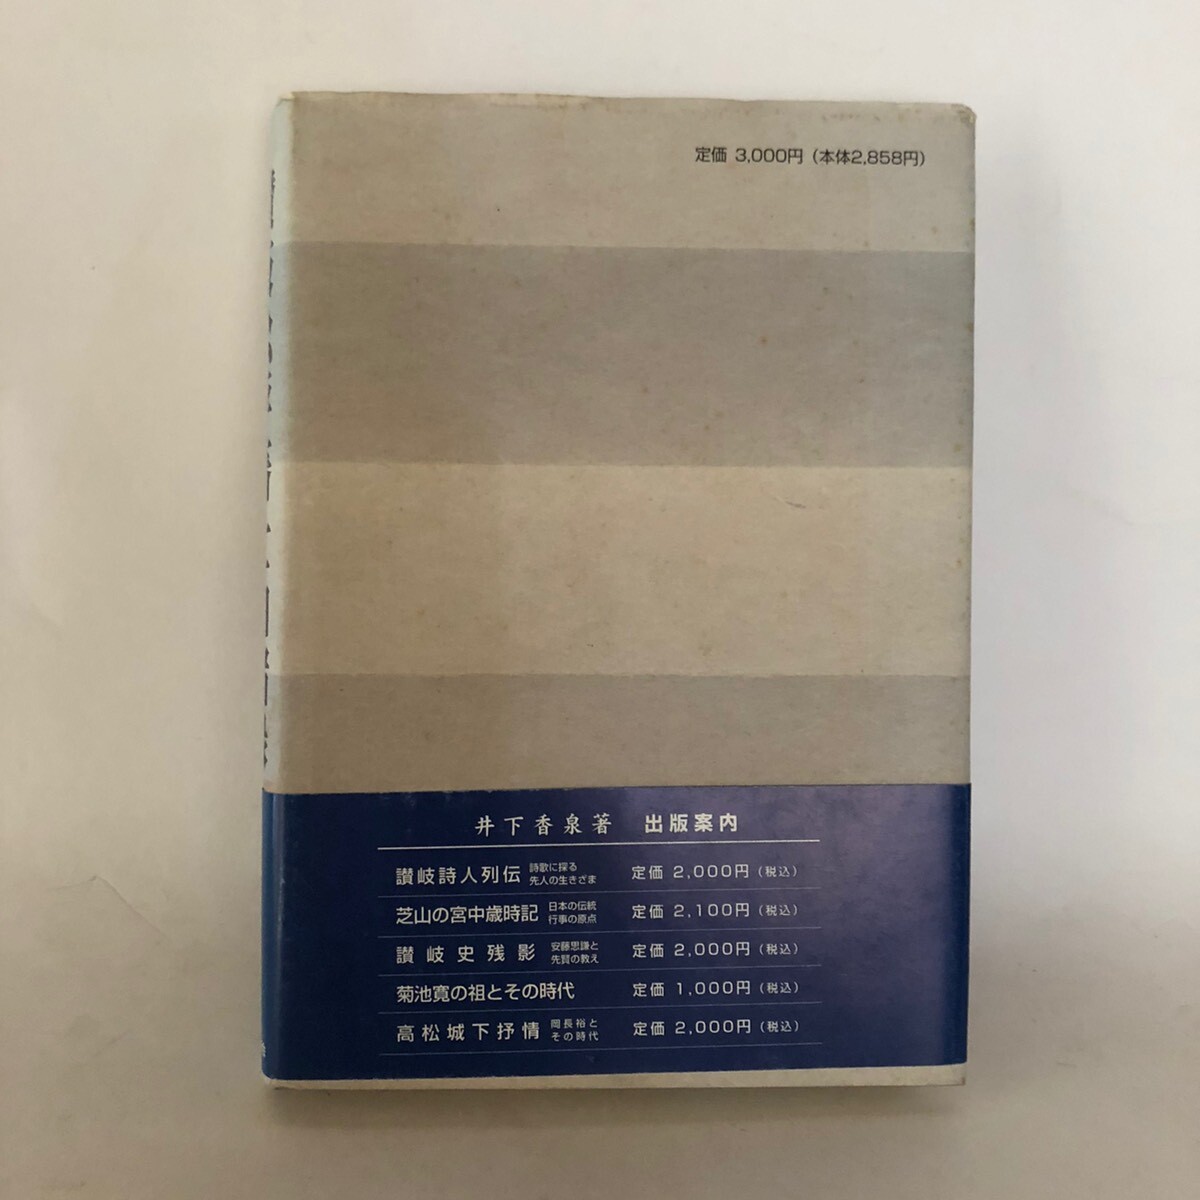 定価 3,000円(本体2,858円)
井下香泉著 出版案内
讃岐詩人列伝 詩歌に探る 先人の生きざま 定価 2,000円(税込)
芝山の宮中歳時記 日本の伝統 行事の原点 定価 2,100円(税込)
讃岐史残影 安藤思謙と 先賢の教え 定価 2,000円(税込)
菊池寛の祖とその時代 定価 1,000円(税込)
高松城下抒情 岡長裕と その時代 定価 2,000円(税込)